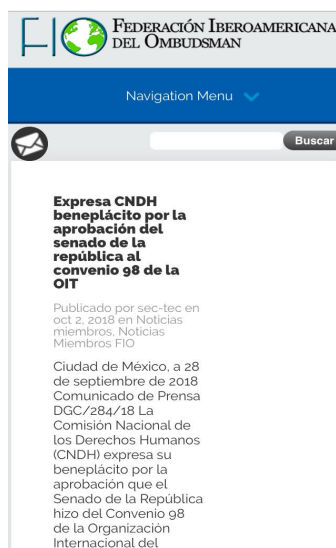 FIO FEDERACIÓN IBEROAMERICANA
DEL OMBUDSMAN
Navigation Menu
Buscar
Expresa CNDH
beneplácito por la
aprobación del
senado de la
república al
convenio 98 de la
OIT
Publicado por sec-tec en
oct 2, 2018 en Noticias
miembros, Noticias
Miembros FIO
Ciudad de México, a 28
de septiembre de 2018
Comunicado de Prensa
DGC/284/18 La
Comisión Nacional de
los Derechos Humanos
(CNDH) expresa su
beneplácito por la
aprobación que el
Senado de la República
hizo del Convenio 98
de la Organización
Internacional del